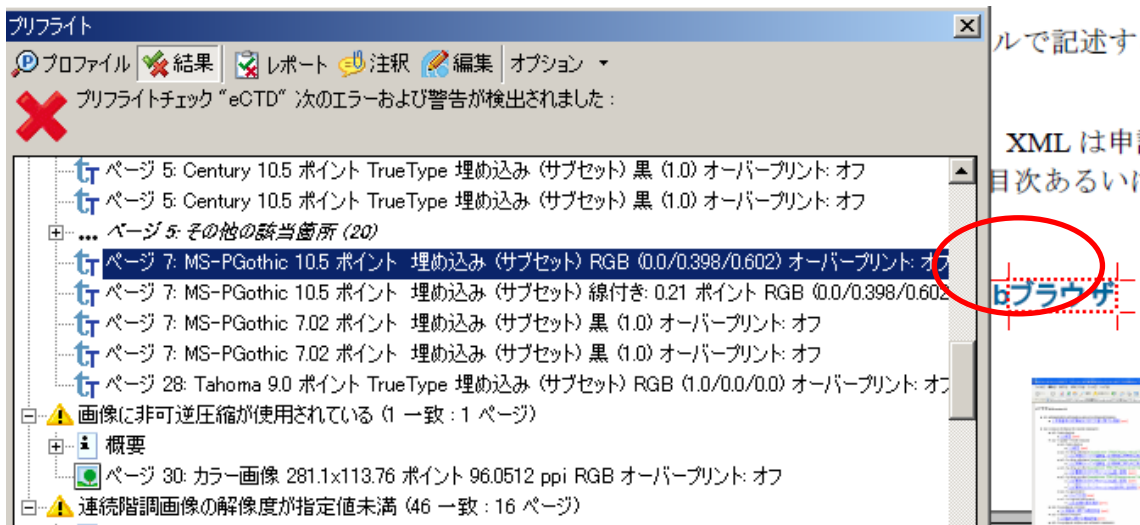 プリフライト
プロファイル 結果 レポート 注釈 編集 オプション
プリフライトチェック "eCTD" 次のエラーおよび警告が検出されました：
ページ 5: Century 10.5 ポイント TrueType 埋め込み (サブセット) 黒 (1.0) オーバープリント: オフ
ページ 5: Century 10.5 ポイント TrueType 埋め込み (サブセット) 黒 (1.0) オーバープリント: オフ
... ページ 5: その他の該当箇所 (20)
ページ 7: MS-PGothic 10.5 ポイント 埋め込み (サブセット) RGB (0.0/0.398/0.602) オーバープリント: オフ
ページ 7: MS-PGothic 10.5 ポイント 埋め込み (サブセット) 線付き: 0.21 ポイント RGB (0.0/0.398/0.602
ページ 7: MS-PGothic 7.02 ポイント 埋め込み (サブセット) 黒 (1.0) オーバープリント: オフ
ページ 7: MS-PGothic 7.02 ポイント 埋め込み (サブセット) 黒 (1.0) オーバープリント: オフ
ページ 28: Tahoma 9.0 ポイント TrueType 埋め込み (サブセット) RGB (1.0/0.0/0.0) オーバープリント: オフ
画像に非可逆圧縮が使用されている (1 一致 : 1 ページ)
概要
ページ 30: カラー画像 281.1x113.76 ポイント 96.0512 ppi RGB オーバープリント: オフ
連続階調画像の解像度が指定値未満 (46 一致 : 16 ページ)
ルで記述す
XML は申
目次あるい
bブラウザ